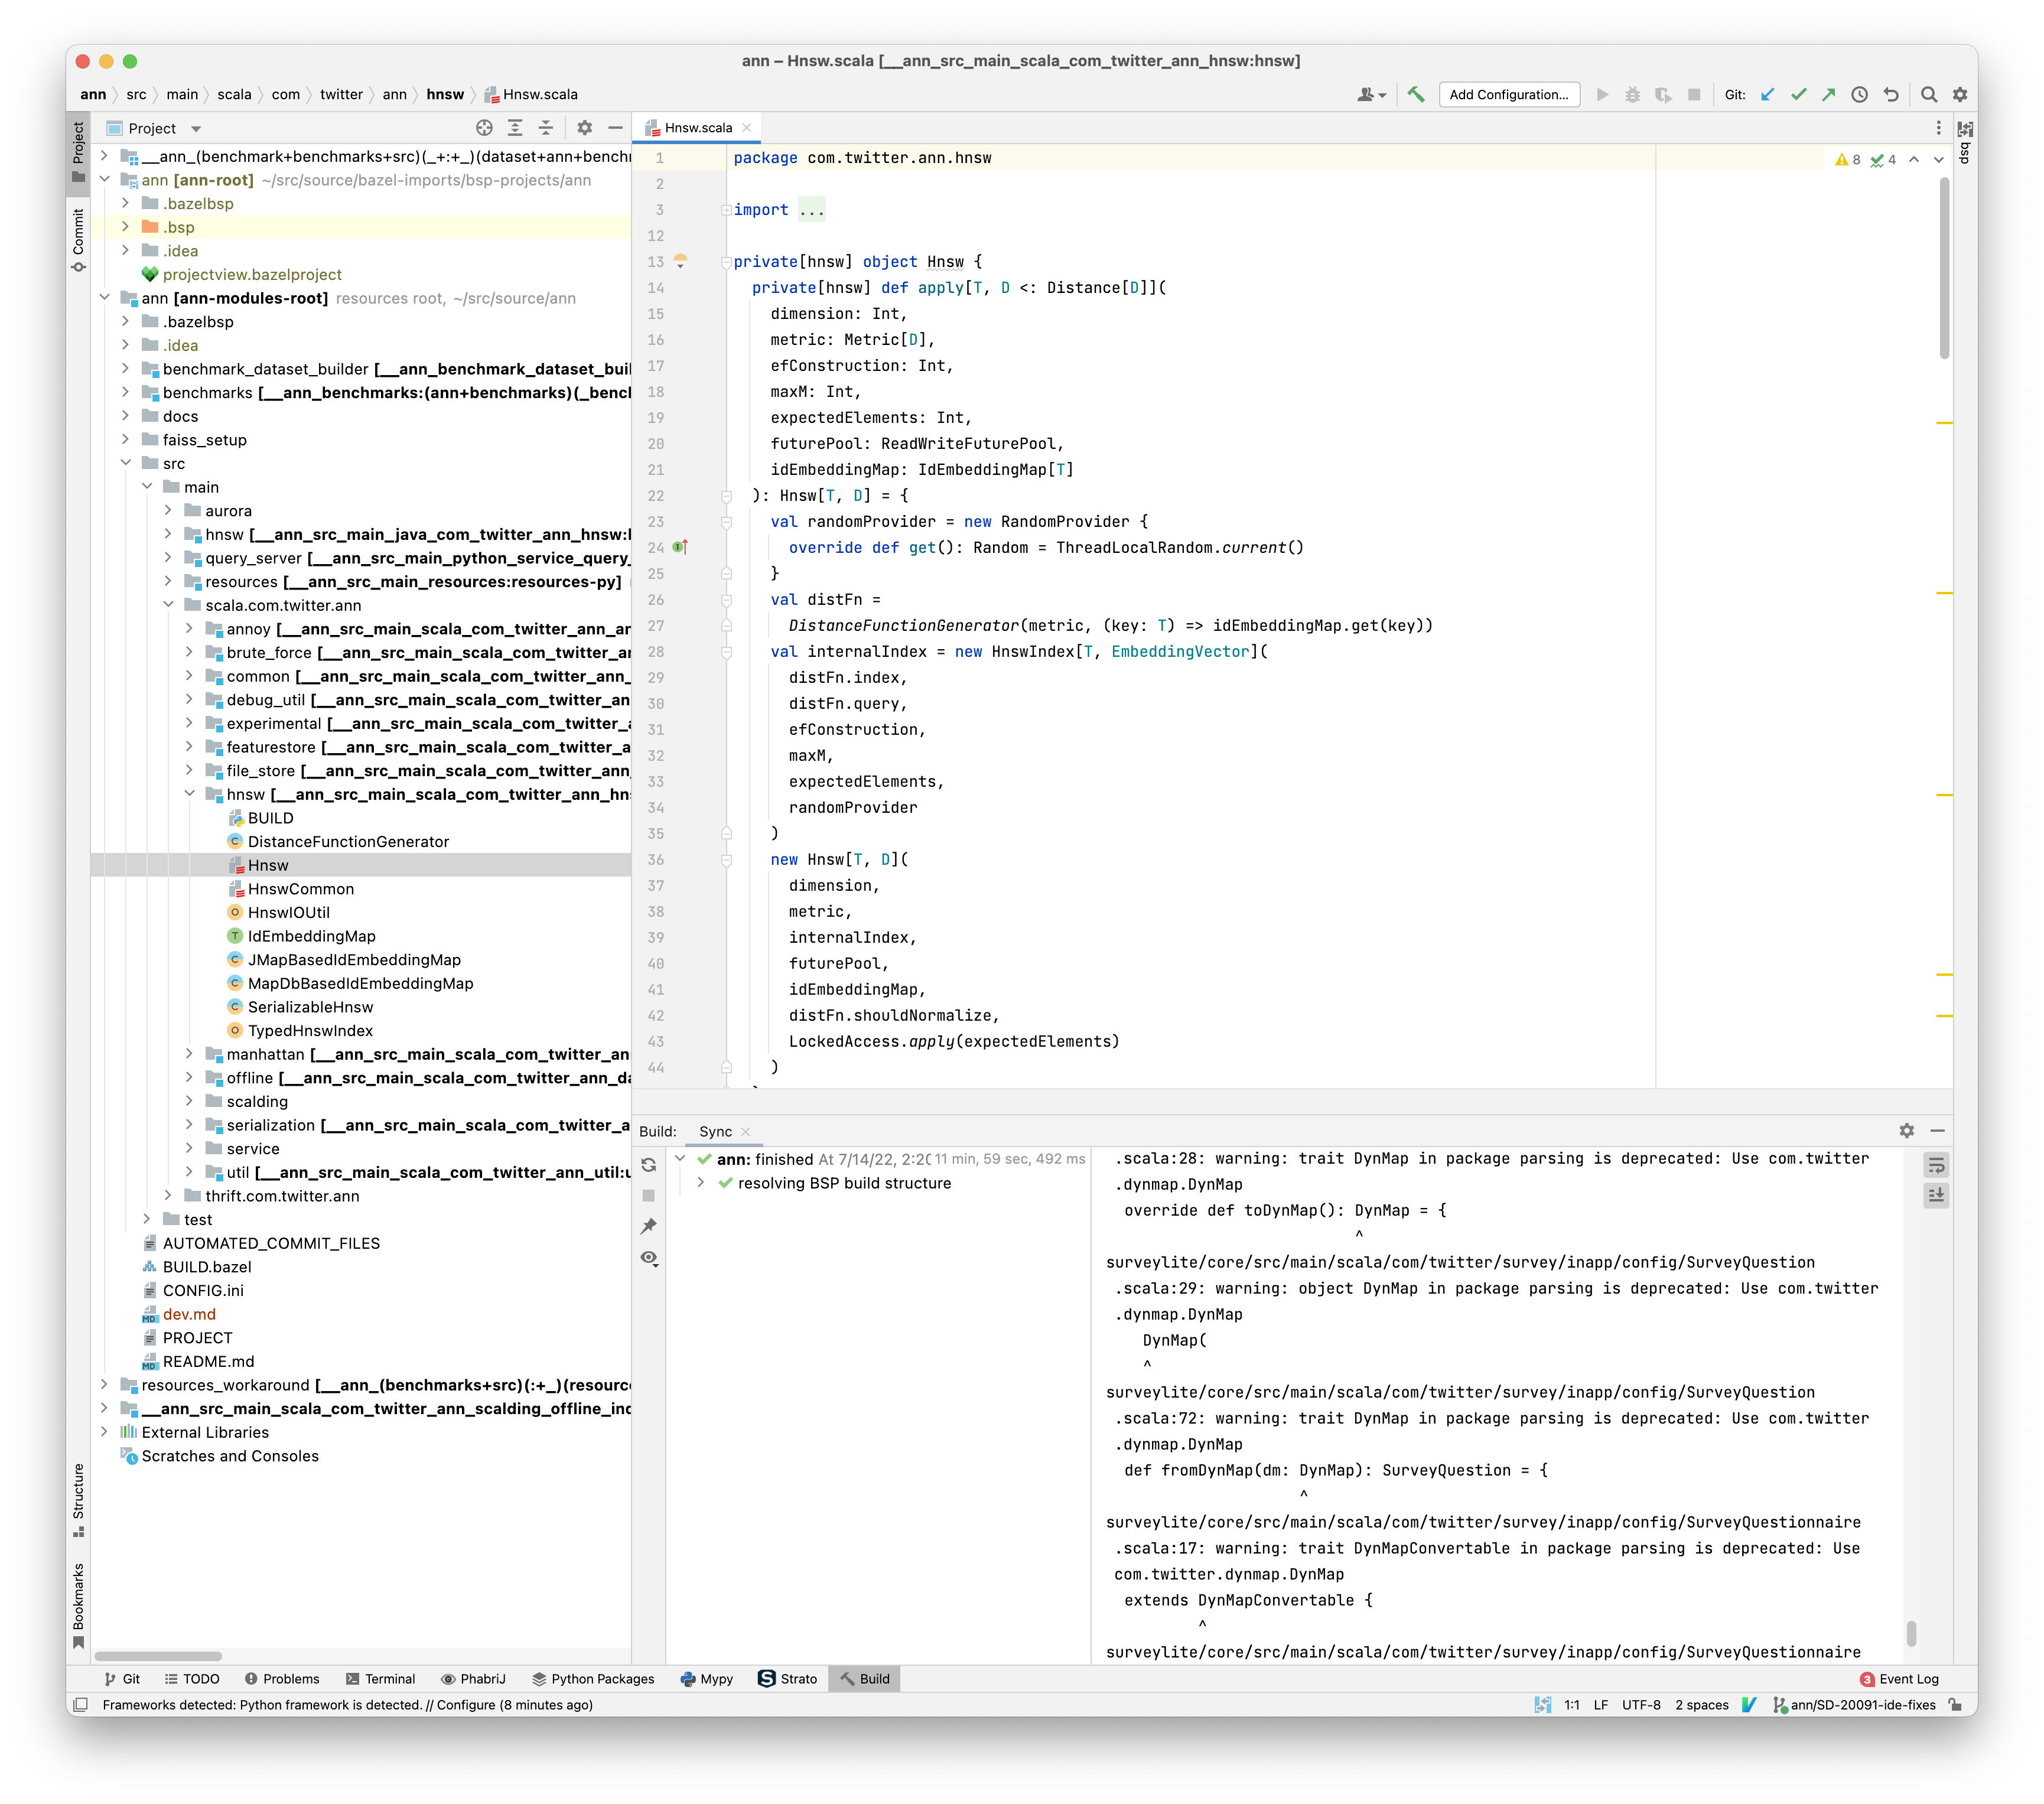 ann – Hnsw.scala [__ann_src_main_scala_com_twitter_ann_hnsw:hnsw]
ann src main scala com twitter ann hnsw Hnsw.scala
Add Configuration...
Git:
Project
Commit
Structure
Bookmarks
bsp
Project
__ann_(benchmark+benchmarks+src)(_+:+_)(dataset+ann+bench
ann [ann-root] ~/src/source/bazel-imports/bsp-projects/ann
.bazelbsp
.bsp
.idea
projectview.bazelproject
ann [ann-modules-root] resources root, ~/src/source/ann
.bazelbsp
.idea
benchmark_dataset_builder [__ann_benchmark_dataset_buil
benchmarks [__ann_benchmarks:(ann+benchmarks)(_bencl
docs
faiss_setup
src
main
aurora
hnsw [__ann_src_main_java_com_twitter_ann_hnsw:l
query_server [__ann_src_main_python_service_query_
resources [__ann_src_main_resources:resources-py]
scala.com.twitter.ann
annoy [__ann_src_main_scala_com_twitter_ann_ar
brute_force [__ann_src_main_scala_com_twitter_ar
common [__ann_src_main_scala_com_twitter_ann_
debug_util [__ann_src_main_scala_com_twitter_an
experimental [__ann_src_main_scala_com_twitter_a
featurestore [__ann_src_main_scala_com_twitter_a
file_store [__ann_src_main_scala_com_twitter_ann_
hnsw [__ann_src_main_scala_com_twitter_ann_hn
BUILD
DistanceFunctionGenerator
Hnsw
HnswCommon
HnswIOUtil
IdEmbeddingMap
JMapBasedIdEmbeddingMap
MapDbBasedIdEmbeddingMap
SerializableHnsw
TypedHnswIndex
manhattan [__ann_src_main_scala_com_twitter_an
offline [__ann_src_main_scala_com_twitter_ann_da
scalding
serialization [__ann_src_main_scala_com_twitter_a
service
util [__ann_src_main_scala_com_twitter_ann_util:u
thrift.com.twitter.ann
test
AUTOMATED_COMMIT_FILES
BUILD.bazel
CONFIG.ini
dev.md
PROJECT
README.md
resources_workaround [__ann_(benchmarks+src)(:+_)(resourc
__ann_src_main_scala_com_twitter_ann_scalding_offline_ind
External Libraries
Scratches and Consoles
Hnsw.scala
8 4
1 package com.twitter.ann.hnsw
2
3 import ...
12
13 private[hnsw] object Hnsw {
14 private[hnsw] def apply[T, D <: Distance[D]](
15 dimension: Int,
16 metric: Metric[D],
17 efConstruction: Int,
18 maxM: Int,
19 expectedElements: Int,
20 futurePool: ReadWriteFuturePool,
21 idEmbeddingMap: IdEmbeddingMap[T]
22 ): Hnsw[T, D] = {
23 val randomProvider = new RandomProvider {
24 override def get(): Random = ThreadLocalRandom.current()
25 }
26 val distFn =
27 DistanceFunctionGenerator(metric, (key: T) => idEmbeddingMap.get(key))
28 val internalIndex = new HnswIndex[T, EmbeddingVector](
29 distFn.index,
30 distFn.query,
31 efConstruction,
32 maxM,
33 expectedElements,
34 randomProvider
35 )
36 new Hnsw[T, D](
37 dimension,
38 metric,
39 internalIndex,
40 futurePool,
41 idEmbeddingMap,
42 distFn.shouldNormalize,
43 LockedAccess.apply(expectedElements)
44 )
Build: Sync
ann: finished At 7/14/22, 2:2 11 min, 59 sec, 492 ms
resolving BSP build structure
.scala:28: warning: trait DynMap in package parsing is deprecated: Use com.twitter
.dynmap.DynMap
override def toDynMap(): DynMap = {
^
surveylite/core/src/main/scala/com/twitter/survey/inapp/config/SurveyQuestion
.scala:29: warning: object DynMap in package parsing is deprecated: Use com.twitter
.dynmap.DynMap
DynMap(
^
surveylite/core/src/main/scala/com/twitter/survey/inapp/config/SurveyQuestion
.scala:72: warning: trait DynMap in package parsing is deprecated: Use com.twitter
.dynmap.DynMap
def fromDynMap(dm: DynMap): SurveyQuestion = {
^
surveylite/core/src/main/scala/com/twitter/survey/inapp/config/SurveyQuestionnaire
.scala:17: warning: trait DynMapConvertable in package parsing is deprecated: Use
com.twitter.dynmap.DynMap
extends DynMapConvertable {
^
surveylite/core/src/main/scala/com/twitter/survey/inapp/config/SurveyQuestionnaire
Git TODO Problems Terminal PhabriJ Python Packages Mypy Strato Build 3 Event Log
Frameworks detected: Python framework is detected. // Configure (8 minutes ago) 1:1 LF UTF-8 2 spaces ann/SD-20091-ide-fixes